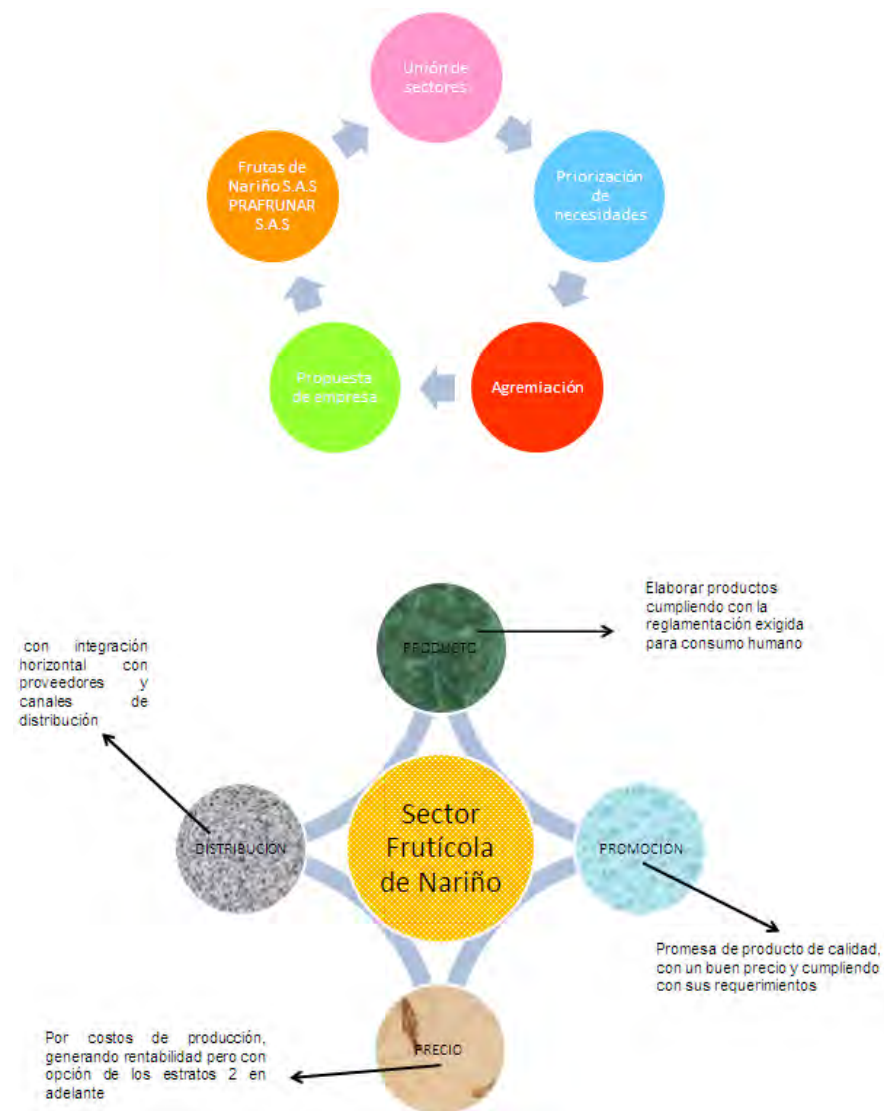 Unión de
sectores
Frutas de
Nariño S.A.S
PRAFRUNAR
S.A.S
Priorización
de
necesidades
Propuesta
de empresa
Agremiación
Elaborar productos
cumpliendo con la
reglamentación exigida
para consumo humano
PRODUCTO
con integración
horizontal con
proveedores y
canales de
distribución
Sector
Frutícola
de Nariño
DISTRIBUCIÓN
PROMOCIÓN
Promesa de producto de calidad,
con un buen precio y cumpliendo
con sus requerimientos
Por costos de producción,
generando rentabilidad pero con
opción de los estratos 2 en
adelante
PRECIO